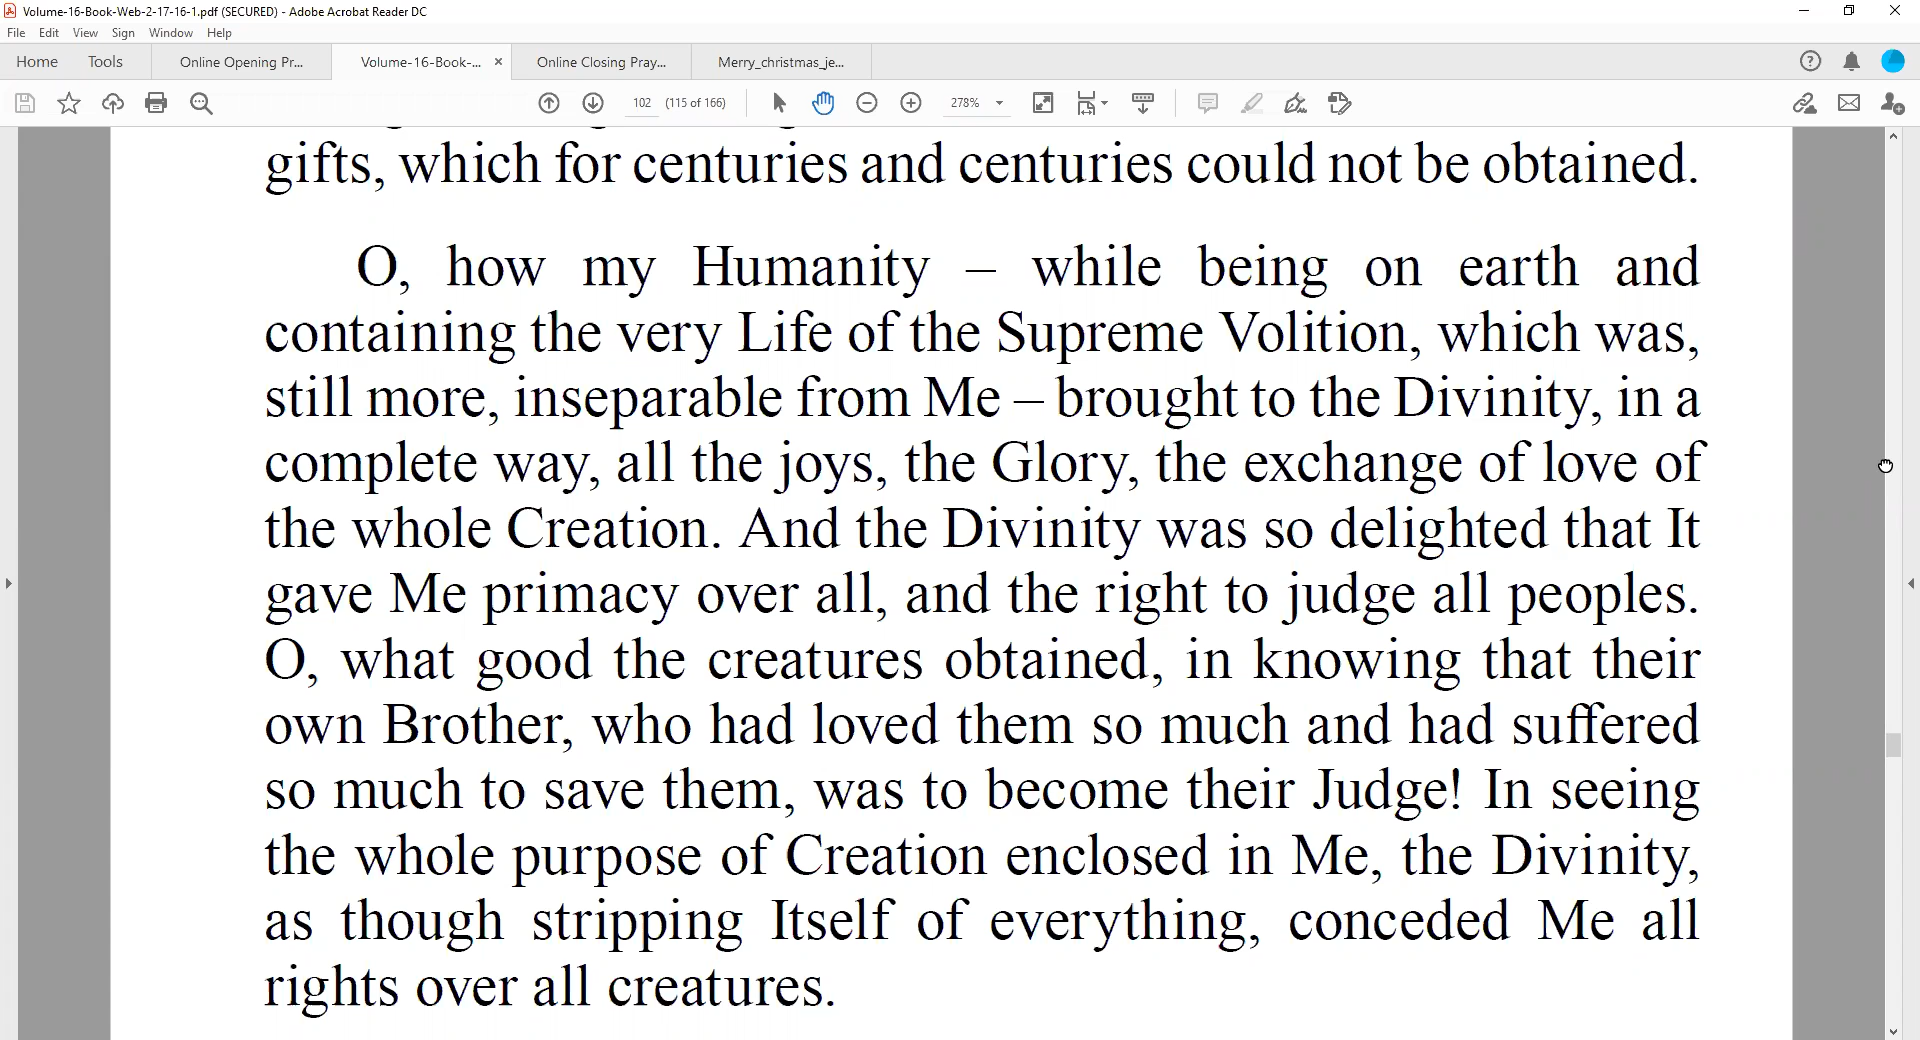 Volume-16-Book-Web-2-17-16-1.pdf (SECURED) - Adobe Acrobat Reader DC
File Edit View Sign Window Help
Home Tools Online Opening Pr... Volume-16-Book-... × Online Closing Pray... Merry_christmas_je...
102 (115 of 166) 278%
gifts, which for centuries and centuries could not be obtained.
O, how my Humanity – while being on earth and
containing the very Life of the Supreme Volition, which was,
still more, inseparable from Me – brought to the Divinity, in a
complete way, all the joys, the Glory, the exchange of love of
the whole Creation. And the Divinity was so delighted that It
gave Me primacy over all, and the right to judge all peoples.
O, what good the creatures obtained, in knowing that their
own Brother, who had loved them so much and had suffered
so much to save them, was to become their Judge! In seeing
the whole purpose of Creation enclosed in Me, the Divinity,
as though stripping Itself of everything, conceded Me all
rights over all creatures.